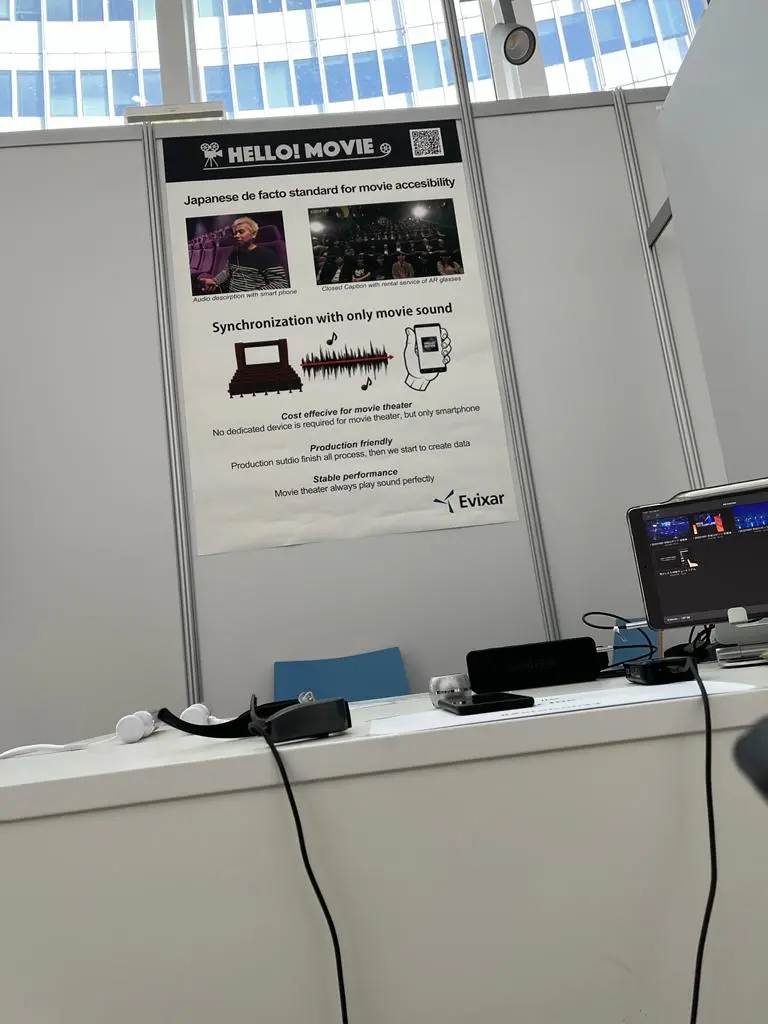 HELLO! MOVIE
Japanese de facto standard for movie accesibility
Audio descirption with smart phone
Closed Caption with rental service of AR glasses
Synchronization with only movie sound
Cost effecive for movie theater
No dedicated device is required for movie theater, but only smartphone
Production friendly
Production sutdio finish all process, then we start to create data
Stable performance
Movie theater always play sound perfectly
Evixar